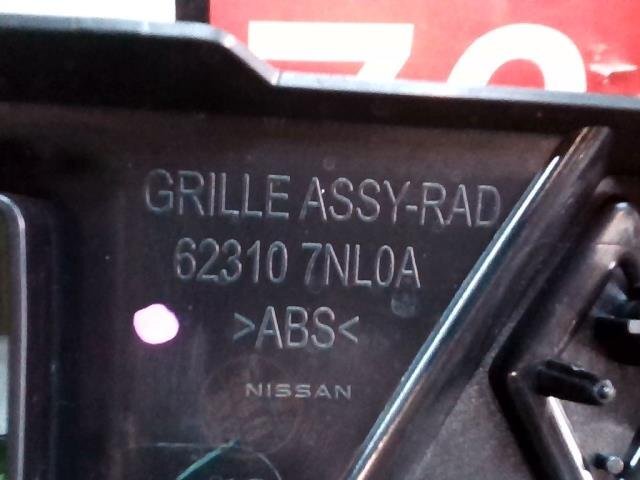 GRILLE ASSY-RAD
62310 7NL0A
>ABS<
NISSAN